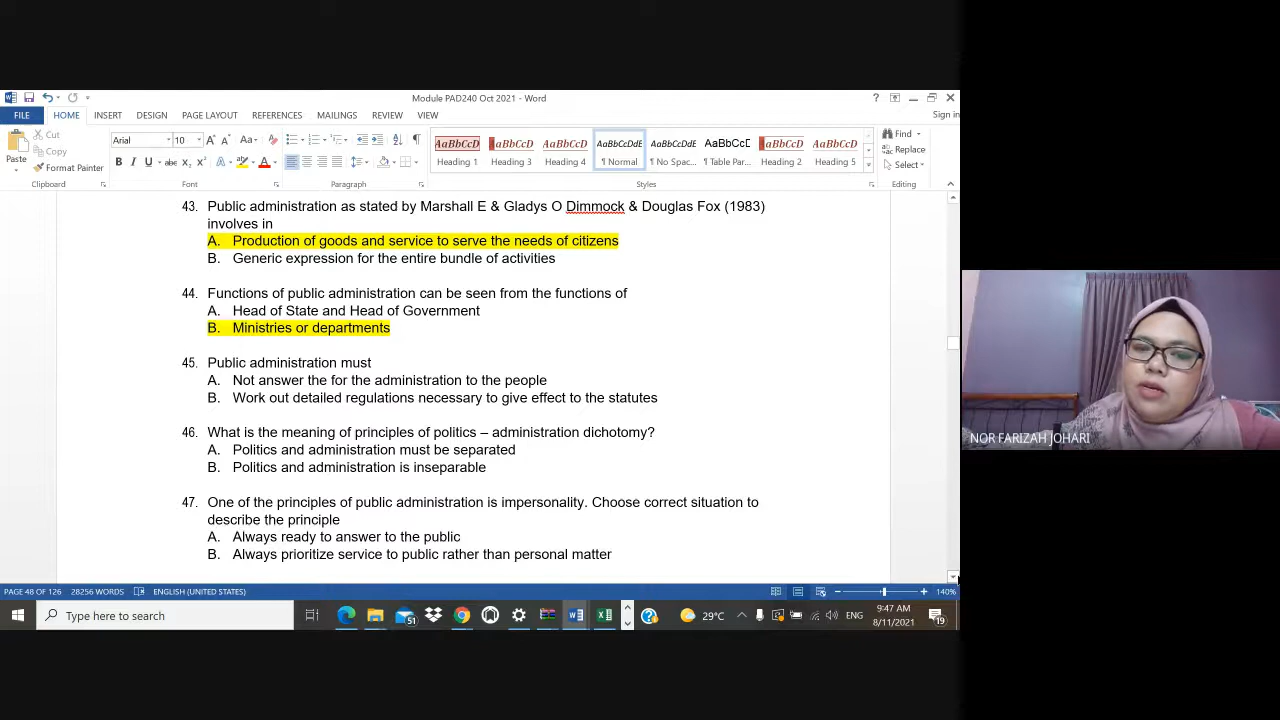 Module PAD240 Oct 2021 - Word
Sign in
FILE HOME INSERT DESIGN PAGE LAYOUT REFERENCES MAILINGS REVIEW VIEW
Cut
Copy
Format Painter
Paste
Clipboard
Arial 10
Font
Paragraph
AaBbCcD AaBbCcD AaBbCcD AaBbCcDdE AaBbCcDdE AaBbCc AaBbCcD AaBbCcD
Heading 1 Heading 3 Heading 4 ¶ Normal ¶ No Spac... ¶ Table Par... Heading 2 Heading 5
Styles
Find
Replace
Select
Editing
43. Public administration as stated by Marshall E & Gladys O Dimmock & Douglas Fox (1983)
involves in
A. Production of goods and service to serve the needs of citizens
B. Generic expression for the entire bundle of activities
44. Functions of public administration can be seen from the functions of
A. Head of State and Head of Government
B. Ministries or departments
45. Public administration must
A. Not answer the for the administration to the people
B. Work out detailed regulations necessary to give effect to the statutes
46. What is the meaning of principles of politics – administration dichotomy?
A. Politics and administration must be separated
B. Politics and administration is inseparable
47. One of the principles of public administration is impersonality. Choose correct situation to
describe the principle
A. Always ready to answer to the public
B. Always prioritize service to public rather than personal matter
NOR FARIZAH JOHARI
PAGE 48 OF 126 28256 WORDS ENGLISH (UNITED STATES) 140%
Type here to search
51
29°C
ENG
9:47 AM
8/11/2021
19